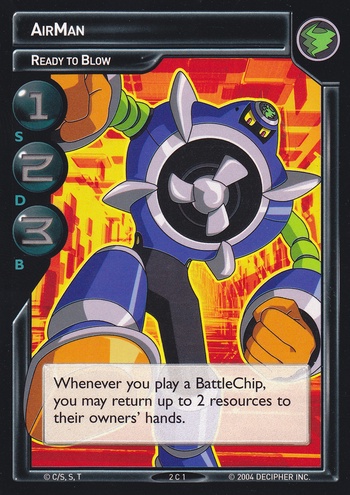 AirMan
Ready to Blow
1
S
2
D
3
B
Whenever you play a BattleChip,
you may return up to 2 resources to
their owners' hands.
© C/S, S, T 2 C 1 © 2004 DECIPHER INC.